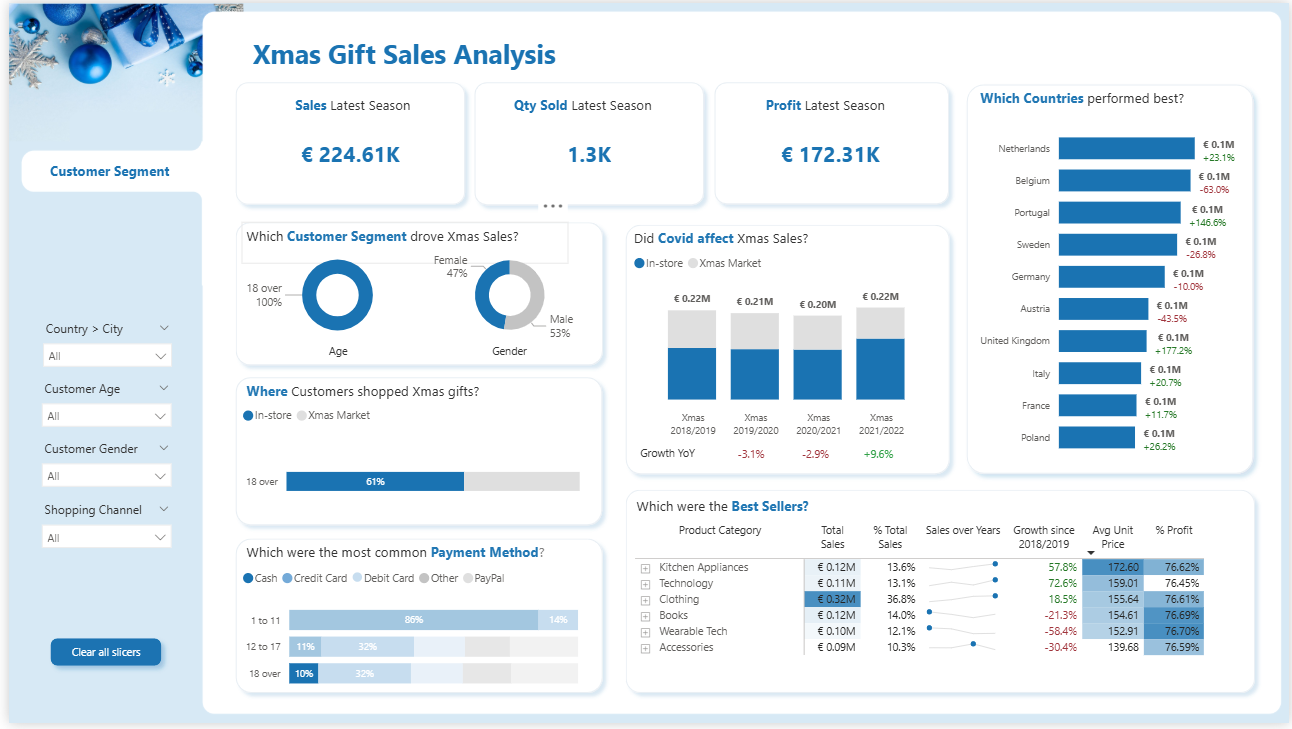 Xmas Gift Sales Analysis
Customer Segment
Country > City
All
Customer Age
All
Customer Gender
All
Shopping Channel
All
Clear all slicers
Sales Latest Season
€ 224.61K
Qty Sold Latest Season
1.3K
Profit Latest Season
€ 172.31K
Which Customer Segment drove Xmas Sales?
18 over
100%
Age
Female
47%
Male
53%
Gender
Where Customers shopped Xmas gifts?
In-store Xmas Market
18 over 61%
Which were the most common Payment Method?
Cash Credit Card Debit Card Other PayPal
1 to 11 86% 14%
12 to 17 11% 32%
18 over 10% 32%
Did Covid affect Xmas Sales?
In-store Xmas Market
€ 0.22M € 0.21M € 0.20M € 0.22M
Xmas Xmas Xmas Xmas
2018/2019 2019/2020 2020/2021 2021/2022
Growth YoY -3.1% -2.9% +9.6%
Which Countries performed best?
Netherlands € 0.1M
+23.1%
Belgium € 0.1M
-63.0%
Portugal € 0.1M
+146.6%
Sweden € 0.1M
-26.8%
Germany € 0.1M
-10.0%
Austria € 0.1M
-43.5%
United Kingdom € 0.1M
+177.2%
Italy € 0.1M
+20.7%
France € 0.1M
+11.7%
Poland € 0.1M
+26.2%
Which were the Best Sellers?
Product Category Total Sales % Total Sales Sales over Years Growth since 2018/2019 Avg Unit Price % Profit
Kitchen Appliances € 0.12M 13.6% 57.8% 172.60 76.62%
Technology € 0.11M 13.1% 72.6% 159.01 76.45%
Clothing € 0.32M 36.8% 18.5% 155.64 76.61%
Books € 0.12M 14.0% -21.3% 154.61 76.69%
Wearable Tech € 0.10M 12.1% -58.4% 152.91 76.70%
Accessories € 0.09M 10.3% -30.4% 139.68 76.59%